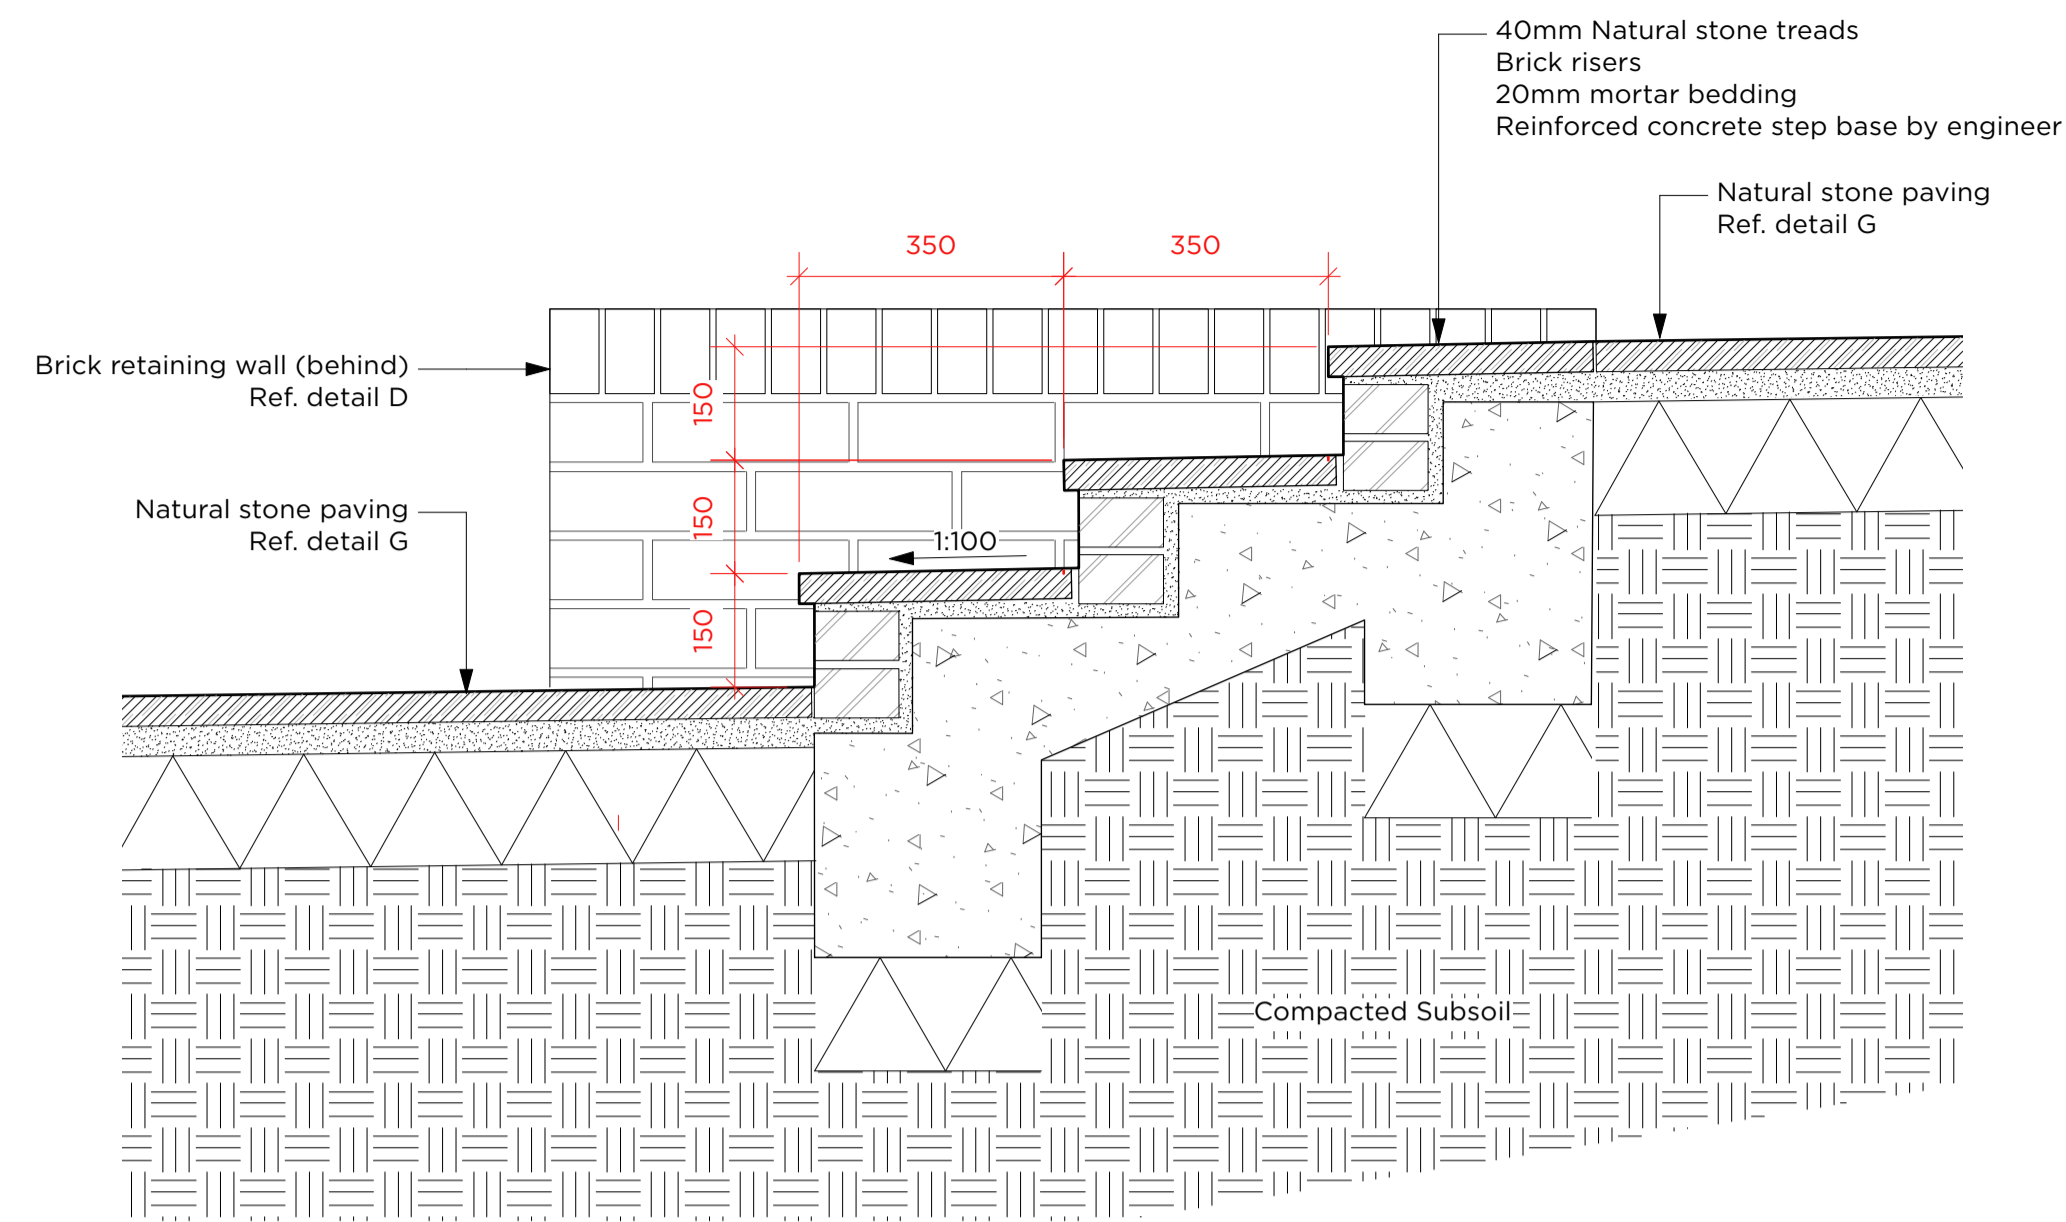 40mm Natural stone treads
Brick risers
20mm mortar bedding
Reinforced concrete step base by engineer
Natural stone paving
Ref. detail G
350
350
Brick retaining wall (behind)
Ref. detail D
150
Natural stone paving
Ref. detail G
150
1:100
150
Compacted Subsoil